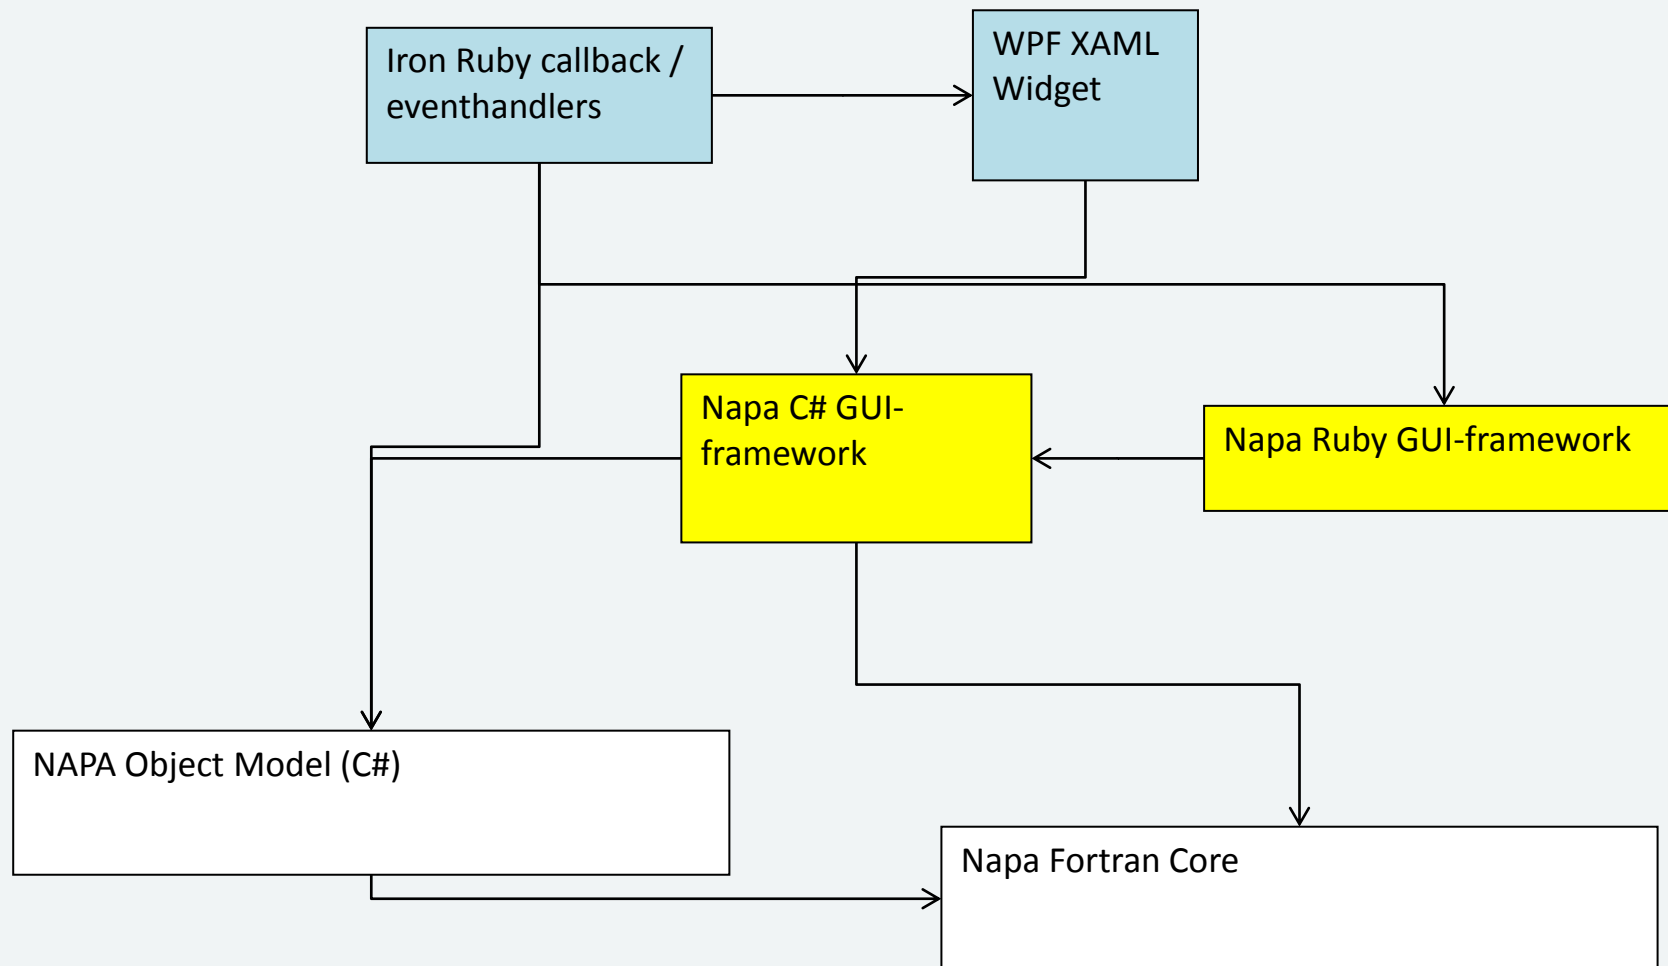 Iron Ruby callback /
eventhandlers
WPF XAML
Widget
Napa C# GUI-
framework
Napa Ruby GUI-framework
NAPA Object Model (C#)
Napa Fortran Core